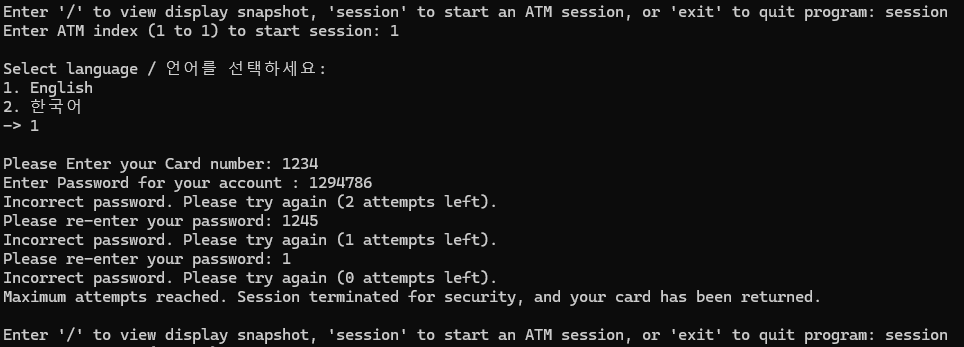 Enter '/' to view display snapshot, 'session' to start an ATM session, or 'exit' to quit program: session
Enter ATM index (1 to 1) to start session: 1
Select language / 언어를 선택하세요:
1. English
2. 한국어
-> 1
Please Enter your Card number: 1234
Enter Password for your account : 1294786
Incorrect password. Please try again (2 attempts left).
Please re-enter your password: 1245
Incorrect password. Please try again (1 attempts left).
Please re-enter your password: 1
Incorrect password. Please try again (0 attempts left).
Maximum attempts reached. Session terminated for security, and your card has been returned.
Enter '/' to view display snapshot, 'session' to start an ATM session, or 'exit' to quit program: session